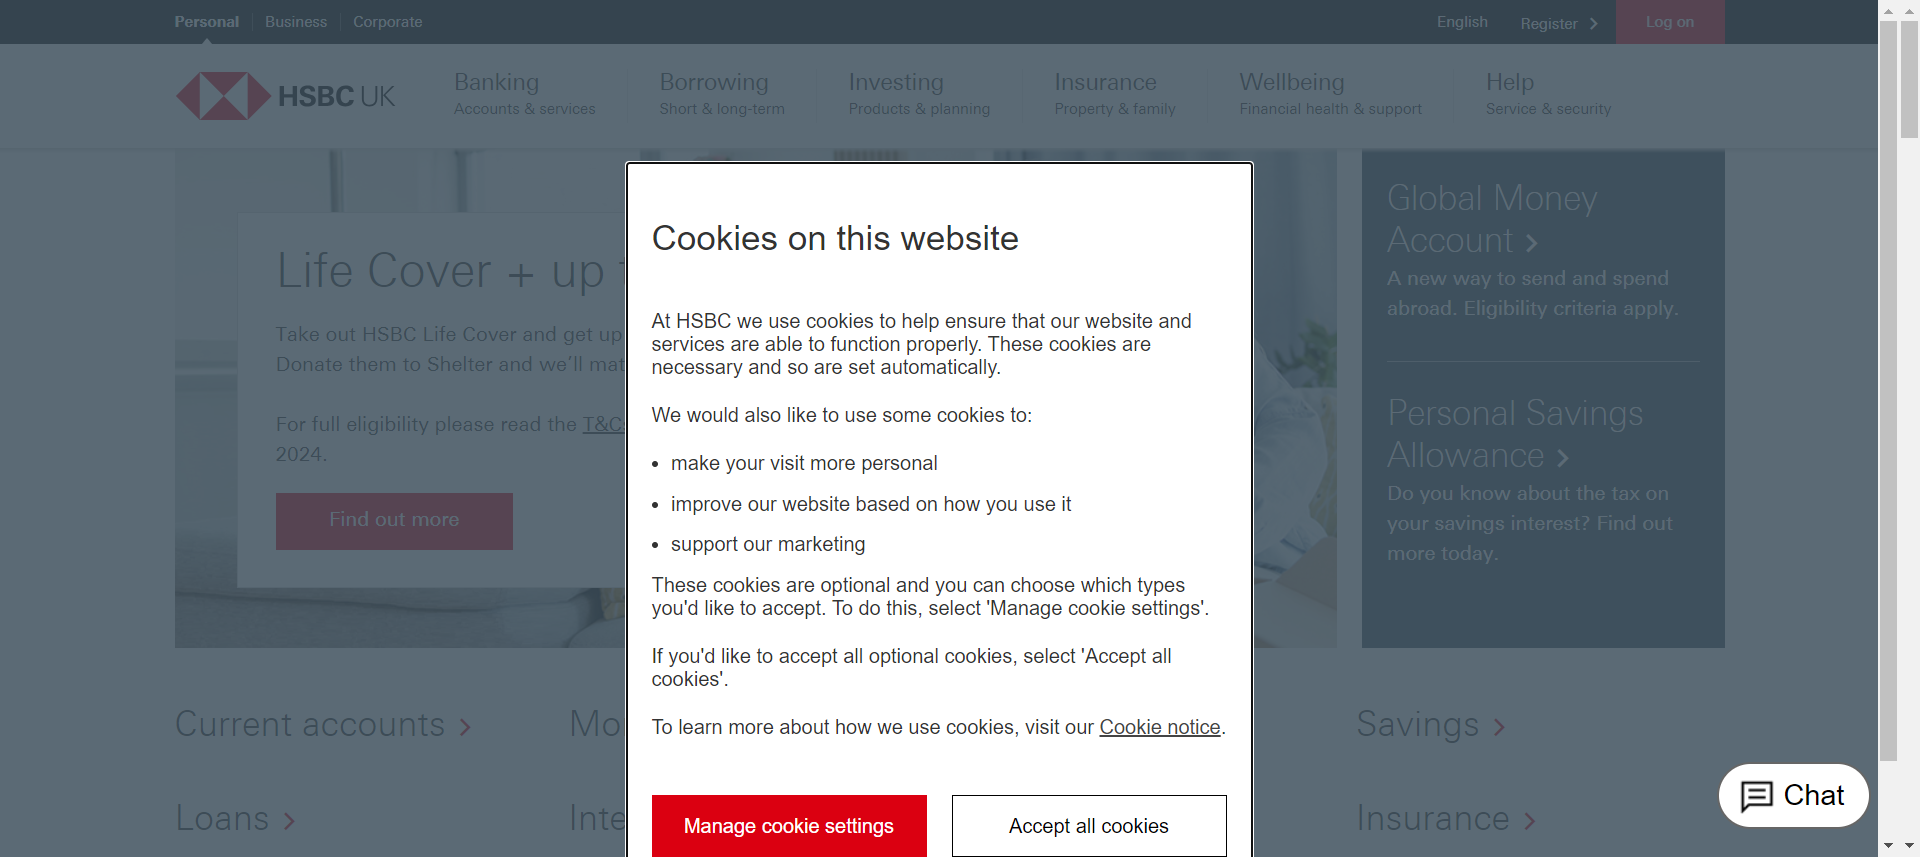 Personal
Business
Corporate
English
Register
Log on
HSBC UK
Banking
Accounts & services
Borrowing
Short & long-term
Investing
Products & planning
Insurance
Property & family
Wellbeing
Financial health & support
Help
Service & security
Life Cover + up
Take out HSBC Life Cover and get up
Donate them to Shelter and we'll
For full eligibility please read the
2024.
Find out more
Cookies on this website
At HSBC we use cookies to help ensure that our website and
services are able to function properly. These cookies are
necessary and so are set automatically.
We would also like to use some cookies to:
• make your visit more personal
• improve our website based on how you use it
• support our marketing
These cookies are optional and you can choose which types
you'd like to accept. To do this, select 'Manage cookie settings'.
If you'd like to accept all optional cookies, select 'Accept all
cookies'.
To learn more about how we use cookies, visit our Cookie notice.
Manage cookie settings
Accept all cookies
Global Money
Account
A new way to send and spend
abroad. Eligibility criteria apply.
Personal Savings
Allowance
Do you know about the tax on
your savings interest? Find out
more today.
Current accounts
Savings
Loans
Insurance
Chat